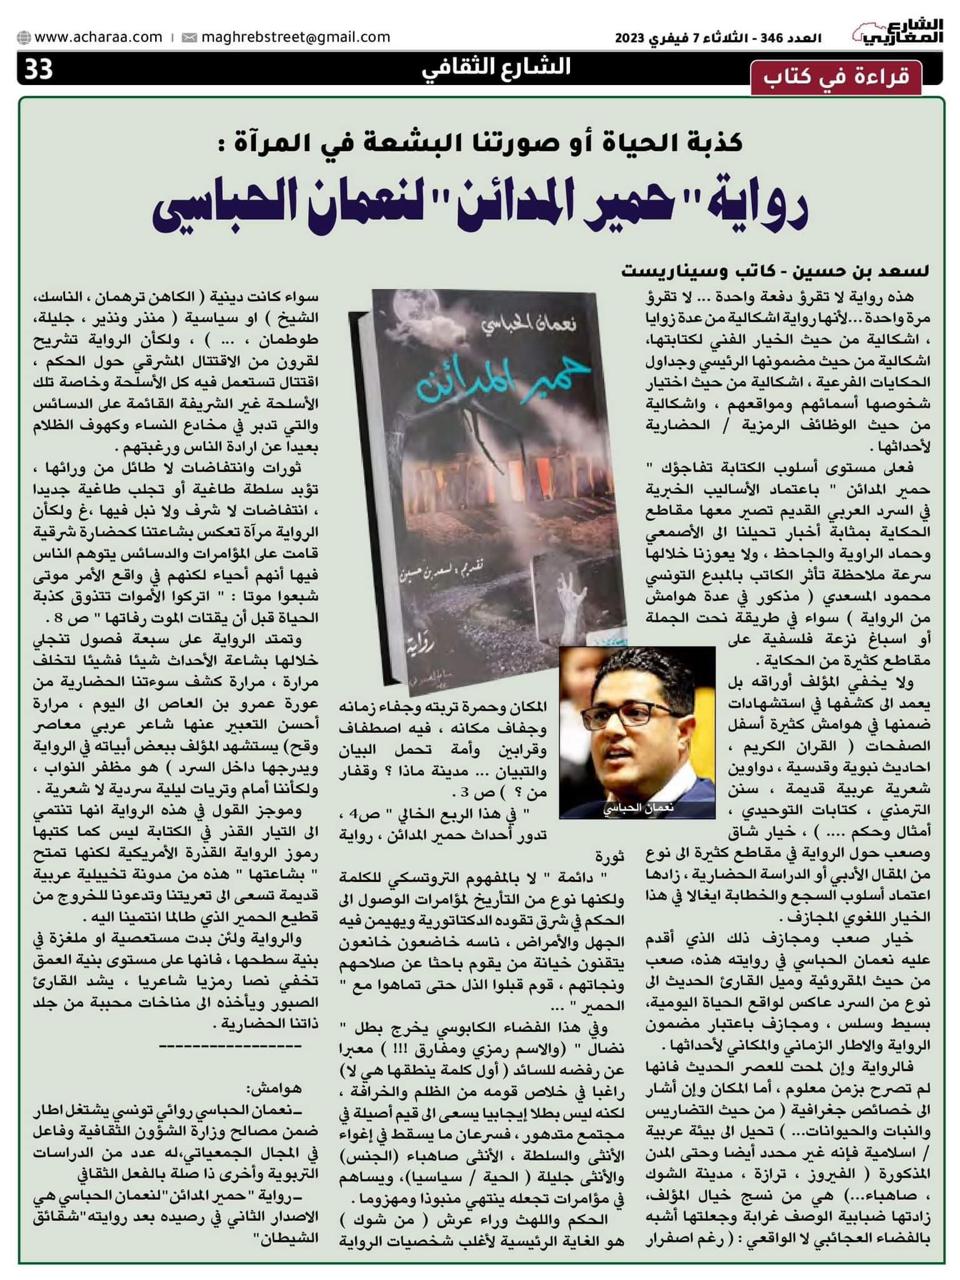 الشارع المغاربي
العدد 346 - الثلاثاء 7 فيفري 2023
maghrebstreet@gmail.com
www.acharaa.com
قراءة في كتاب
الشارع الثقافي
33
كذبة الحياة أو صورتنا البشعة في المرآة :
رواية "حمير المدائن" لنعمان الحباسي
لسعد بن حسين - كاتب وسيناريست
هذه رواية لا تقرؤ دفعة واحدة ... لا تقرؤ
مرة واحدة ...لأنها رواية اشكالية من عدة زوايا
، اشكالية من حيث الخيار الفني لكتابتها،
اشكالية من حيث مضمونها الرئيسي وجداول
الحكايات الفرعية ، اشكالية من حيث اختيار
شخوصها أسمائهم ومواقعهم ، واشكالية
من حيث الوظائف الرمزية / الحضارية
لأحداثها .
فعلى مستوى أسلوب الكتابة تفاجؤك "
حمير المدائن " باعتماد الأساليب الخبرية
في السرد العربي القديم تصير معها مقاطع
الحكاية بمثابة أخبار تحيلنا الى الأصمعي
وحماد الراوية والجاحظ ، ولا يعوزنا خلالها
سرعة ملاحظة تأثر الكاتب بالمبدع التونسي
محمود المسعدي ( مذكور في عدة هوامش
من الرواية ) سواء في طريقة نحت الجملة
أو اسباغ نزعة فلسفية على
مقاطع كثيرة من الحكاية .
ولا يخفي المؤلف أوراقه بل
يعمد الى كشفها في استشهادات
ضمنها في هوامش كثيرة أسفل
الصفحات ( القران الكريم ،
احاديث نبوية وقدسية ، دواوين
شعرية عربية قديمة ، سنن
الترمذي ، كتابات التوحيدي ،
أمثال وحكم .... ) ، خيار شاق
وصعب حول الرواية في مقاطع كثيرة الى نوع
من المقال الأدبي أو الدراسة الحضارية ، زادها
اعتماد أسلوب السجع والخطابة ايغالا في هذا
الخيار اللغوي المجازف .
خيار صعب ومجازف ذلك الذي أقدم
عليه نعمان الحباسي في روايته هذه، صعب
من حيث المقروئية وميل القارئ الحديث الى
نوع من السرد عاكس لواقع الحياة اليومية،
بسيط وسلس ، ومجازف باعتبار مضمون
الرواية والاطار الزماني والمكاني لأحداثها .
فالرواية وإن لمحت للعصر الحديث فانها
لم تصرح بزمن معلوم ، أما المكان وإن أشار
الى خصائص جغرافية ( من حيث التضاريس
والنبات والحيوانات... ) تحيل الى بيئة عربية
/ اسلامية فإنه غير محدد أيضا وحتى المدن
المذكورة ( الفيروز ، ترازة ، مدينة الشوك
، صاهباء...) هي من نسج خيال المؤلف،
زادتها ضبابية الوصف غرابة وجعلتها أشبه
بالفضاء العجائبي لا الواقعي : ( رغم اصفرار
نعمان الحباسي
حمير المدائن
تقديم : لسعد بن حسين
رواية
نعمان الحباسي
المكان وحمرة تربته وجفاء زمانه
وجفاف مكانه ، فيه اصطفاف
وقرابين وأمة تحمل البيان
والتبيان ... مدينة ماذا ؟ وقفار
من ؟ ) ص 3 .
" في هذا الربع الخالي " ص4 ،
تدور أحداث حمير المدائن ، رواية
ثورة
" دائمة " لا بالمفهوم التروتسكي للكلمة
ولكنها نوع من التأريخ لمؤامرات الوصول الى
الحكم في شرق تقوده الدكتاتورية ويهيمن فيه
الجهل والأمراض ، ناسه خاضعون خانعون
يتقنون خيانة من يقوم باحثا عن صلاحهم
ونجاتهم ، قوم قبلوا الذل حتى تماهوا مع "
الحمير " ...
وفي هذا الفضاء الكابوسي يخرج بطل "
نضال " (والاسم رمزي ومفارق !!! ) معبرا
عن رفضه للسائد ( أول كلمة ينطقها هي لا)
راغبا في خلاص قومه من الظلم والخرافة ،
لكنه ليس بطلا إيجابيا يسعى الى قيم أصيلة في
مجتمع متدهور ، فسرعان ما يسقط في إغواء
الأنثى والسلطة ، الأنثى صاهباء (الجنس)
والأنثى جليلة ( الحية / سياسيا)، ويساهم
في مؤامرات تجعله ينتهي منبوذا ومهزوما .
الحكم واللهث وراء عرش ( من شوك )
هو الغاية الرئيسية لأغلب شخصيات الرواية
سواء كانت دينية ( الكاهن ترهمان ، الناسك،
الشيخ ) او سياسية ( منذر ونذير ، جليلة،
طوطمان ، ... ) ، ولكأن الرواية تشريح
لقرون من الاقتتال المشرقي حول الحكم ،
اقتتال تستعمل فيه كل الأسلحة وخاصة تلك
الأسلحة غير الشريفة القائمة على الدسائس
والتي تدبر في مخادع النساء وكهوف الظلام
بعيدا عن ارادة الناس ورغبتهم .
ثورات وانتفاضات لا طائل من ورائها ،
تؤبد سلطة طاغية أو تجلب طاغية جديدا
، انتفاضات لا شرف ولا نبل فيها ،غ ولكأن
الرواية مرآة تعكس بشاعتنا كحضارة شرقية
قامت على المؤامرات والدسائس يتوهم الناس
فيها أنهم أحياء لكنهم في واقع الأمر موتى
شبعوا موتا : " اتركوا الأموات تتذوق كذبة
الحياة قبل أن يقتات الموت رفاتها " ص 8 .
وتمتد الرواية على سبعة فصول تنجلي
خلالها بشاعة الأحداث شيئا فشيئا لتخلف
مرارة ، مرارة كشف سوءتنا الحضارية من
عورة عمرو بن العاص الى اليوم ، مرارة
أحسن التعبير عنها شاعر عربي معاصر
وقح) يستشهد المؤلف ببعض أبياته في الرواية
ويدرجها داخل السرد ) هو مظفر النواب ،
ولكأننا أمام وتريات ليلية سردية لا شعرية .
وموجز القول في هذه الرواية انها تنتمي
الى التيار القذر في الكتابة ليس كما كتبها
رموز الرواية القذرة الأمريكية لكنها تمتح
" بشاعتها " هذه من مدونة تخييلية عربية
قديمة تسعى الى تعريتنا وتدعونا للخروج من
قطيع الحمير الذي طالما انتمينا اليه .
والرواية ولئن بدت مستعصية او ملغزة في
بنية سطحها ، فانها على مستوى بنية العمق
تخفي نصا رمزيا شاعريا ، يشد القارئ
الصبور ويأخذه الى مناخات محببة من جلد
ذاتنا الحضارية .
-----------------
هوامش:
ـنعمان الحباسي روائي تونسي يشتغل اطار
ضمن مصالح وزارة الشؤون الثقافية وفاعل
في المجال الجمعياتي،له عدد من الدراسات
التربوية وأخرى ذا صلة بالفعل الثقافي
ـرواية "حمير المدائن"لنعمان الحباسي هي
الاصدار الثاني في رصيده بعد روايته"شقائق
الشيطان"